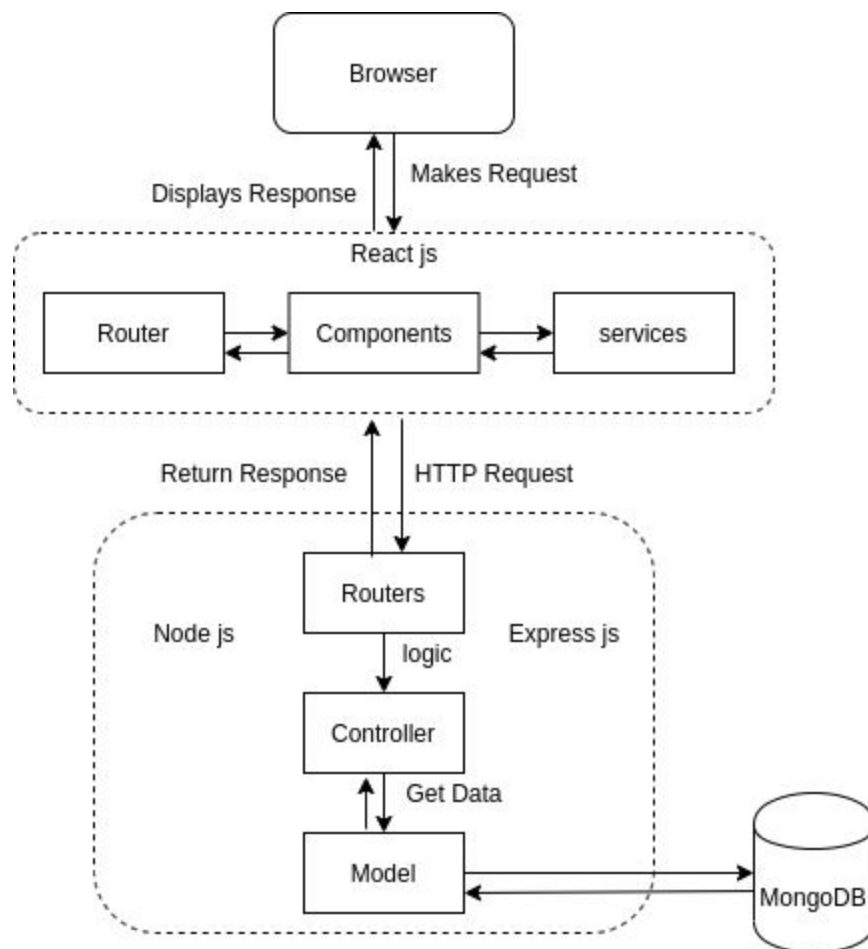 Browser
Makes Request
Displays Response
React js
Router
Components
services
Return Response
HTTP Request
Routers
Node js
Express js
logic
Controller
Get Data
Model
MongoDB